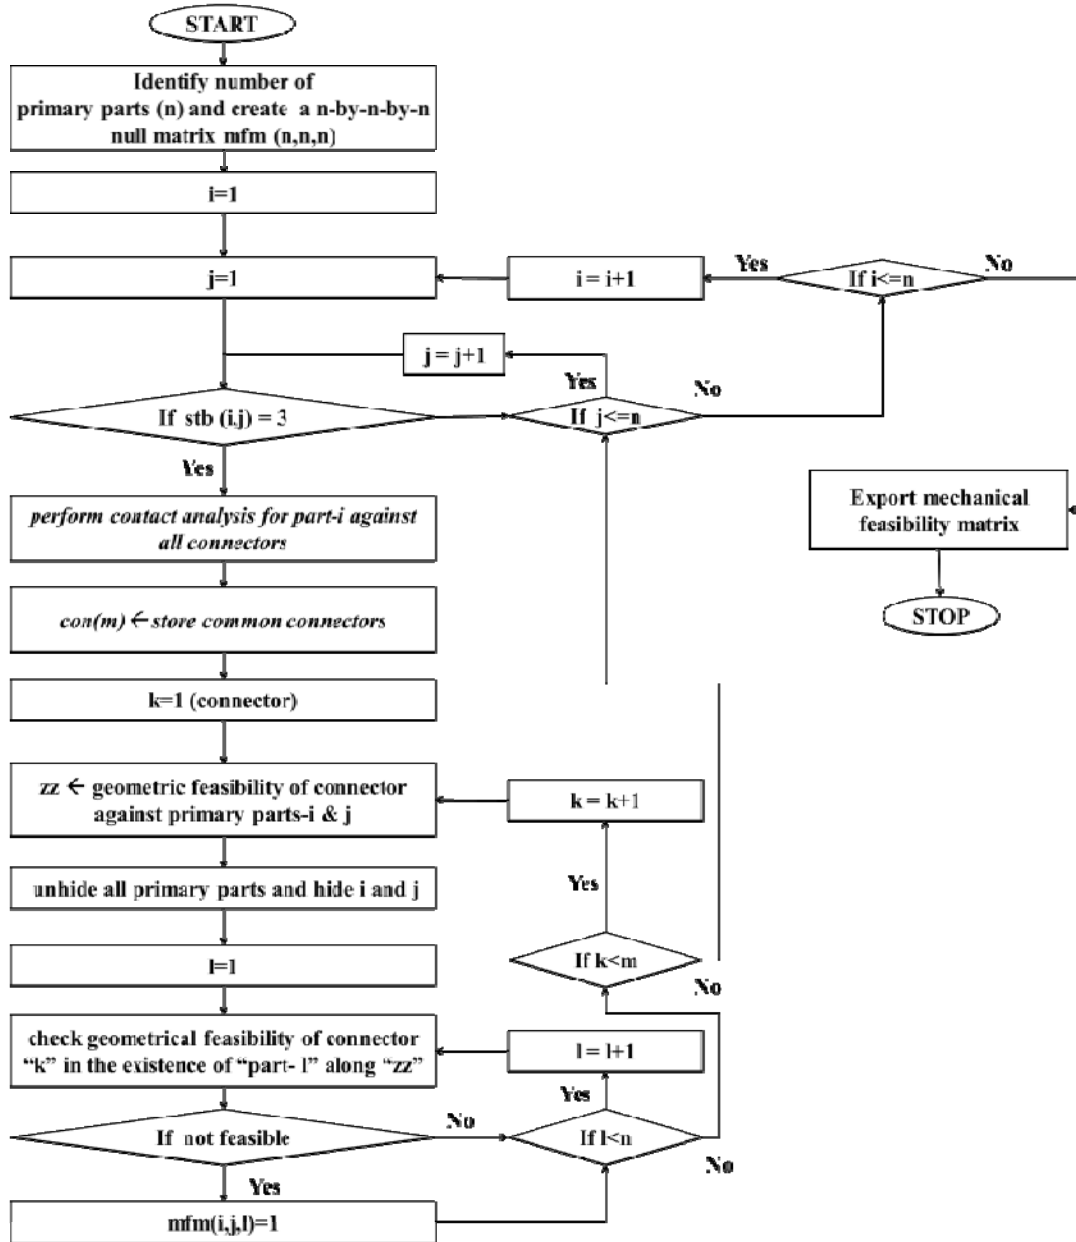 START
Identify number of
primary parts (n) and create a n-by-n-by-n
null matrix mfm (n,n,n)
i=1
j=1
i = i+1
Yes
If i<=n
No
j = j+1
Yes
No
If stb (i,j) = 3
If j<=n
Yes
perform contact analysis for part-i against
all connectors
Export mechanical
feasibility matrix
con(m) ← store common connectors
STOP
k=1 (connector)
zz ← geometric feasibility of connector
against primary parts-i & j
k = k+1
unhide all primary parts and hide i and j
Yes
l=1
If k<m
No
check geometrical feasibility of connector
“k” in the existence of “part- l” along “zz”
l = l+1
Yes
If not feasible
No
If l<n
No
Yes
mfm(i,j,l)=1